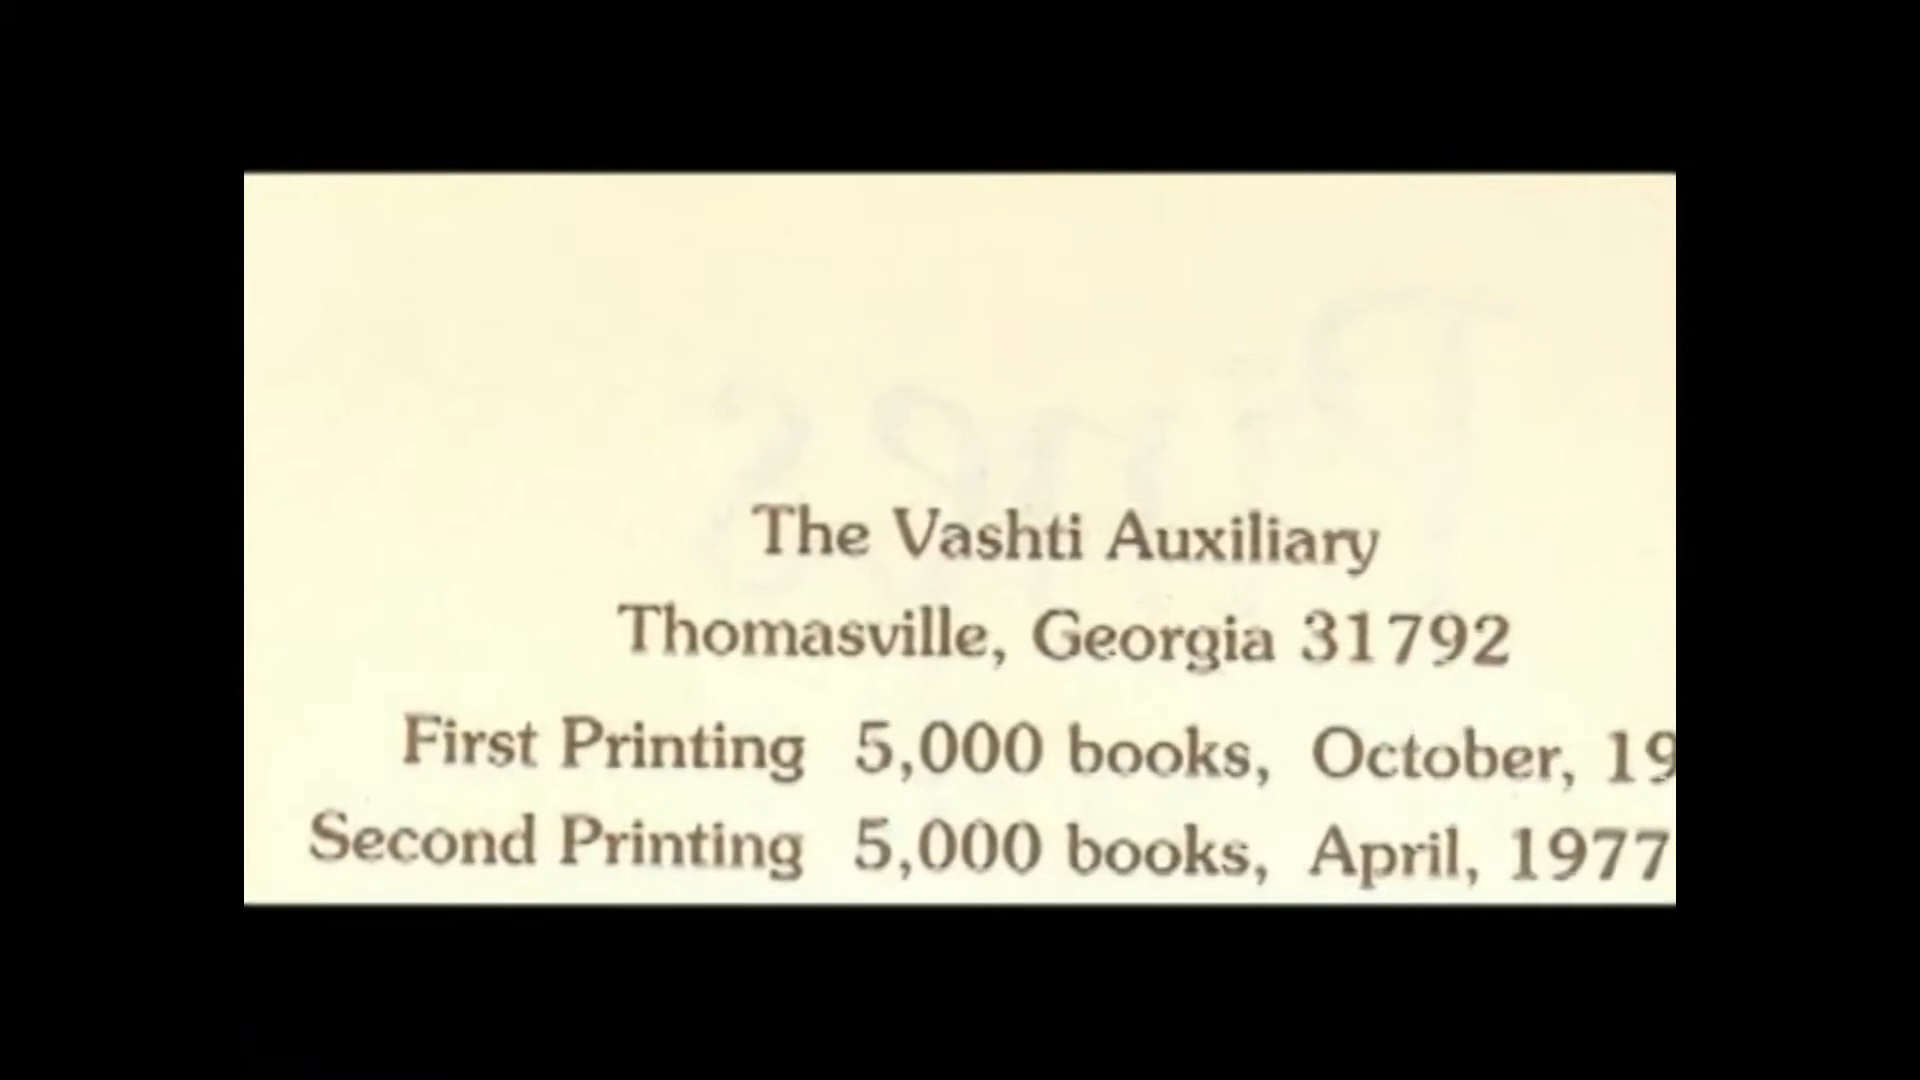 The Vashti Auxiliary
Thomasville, Georgia 31792
First Printing 5,000 books, October, 19
Second Printing 5,000 books, April, 1977